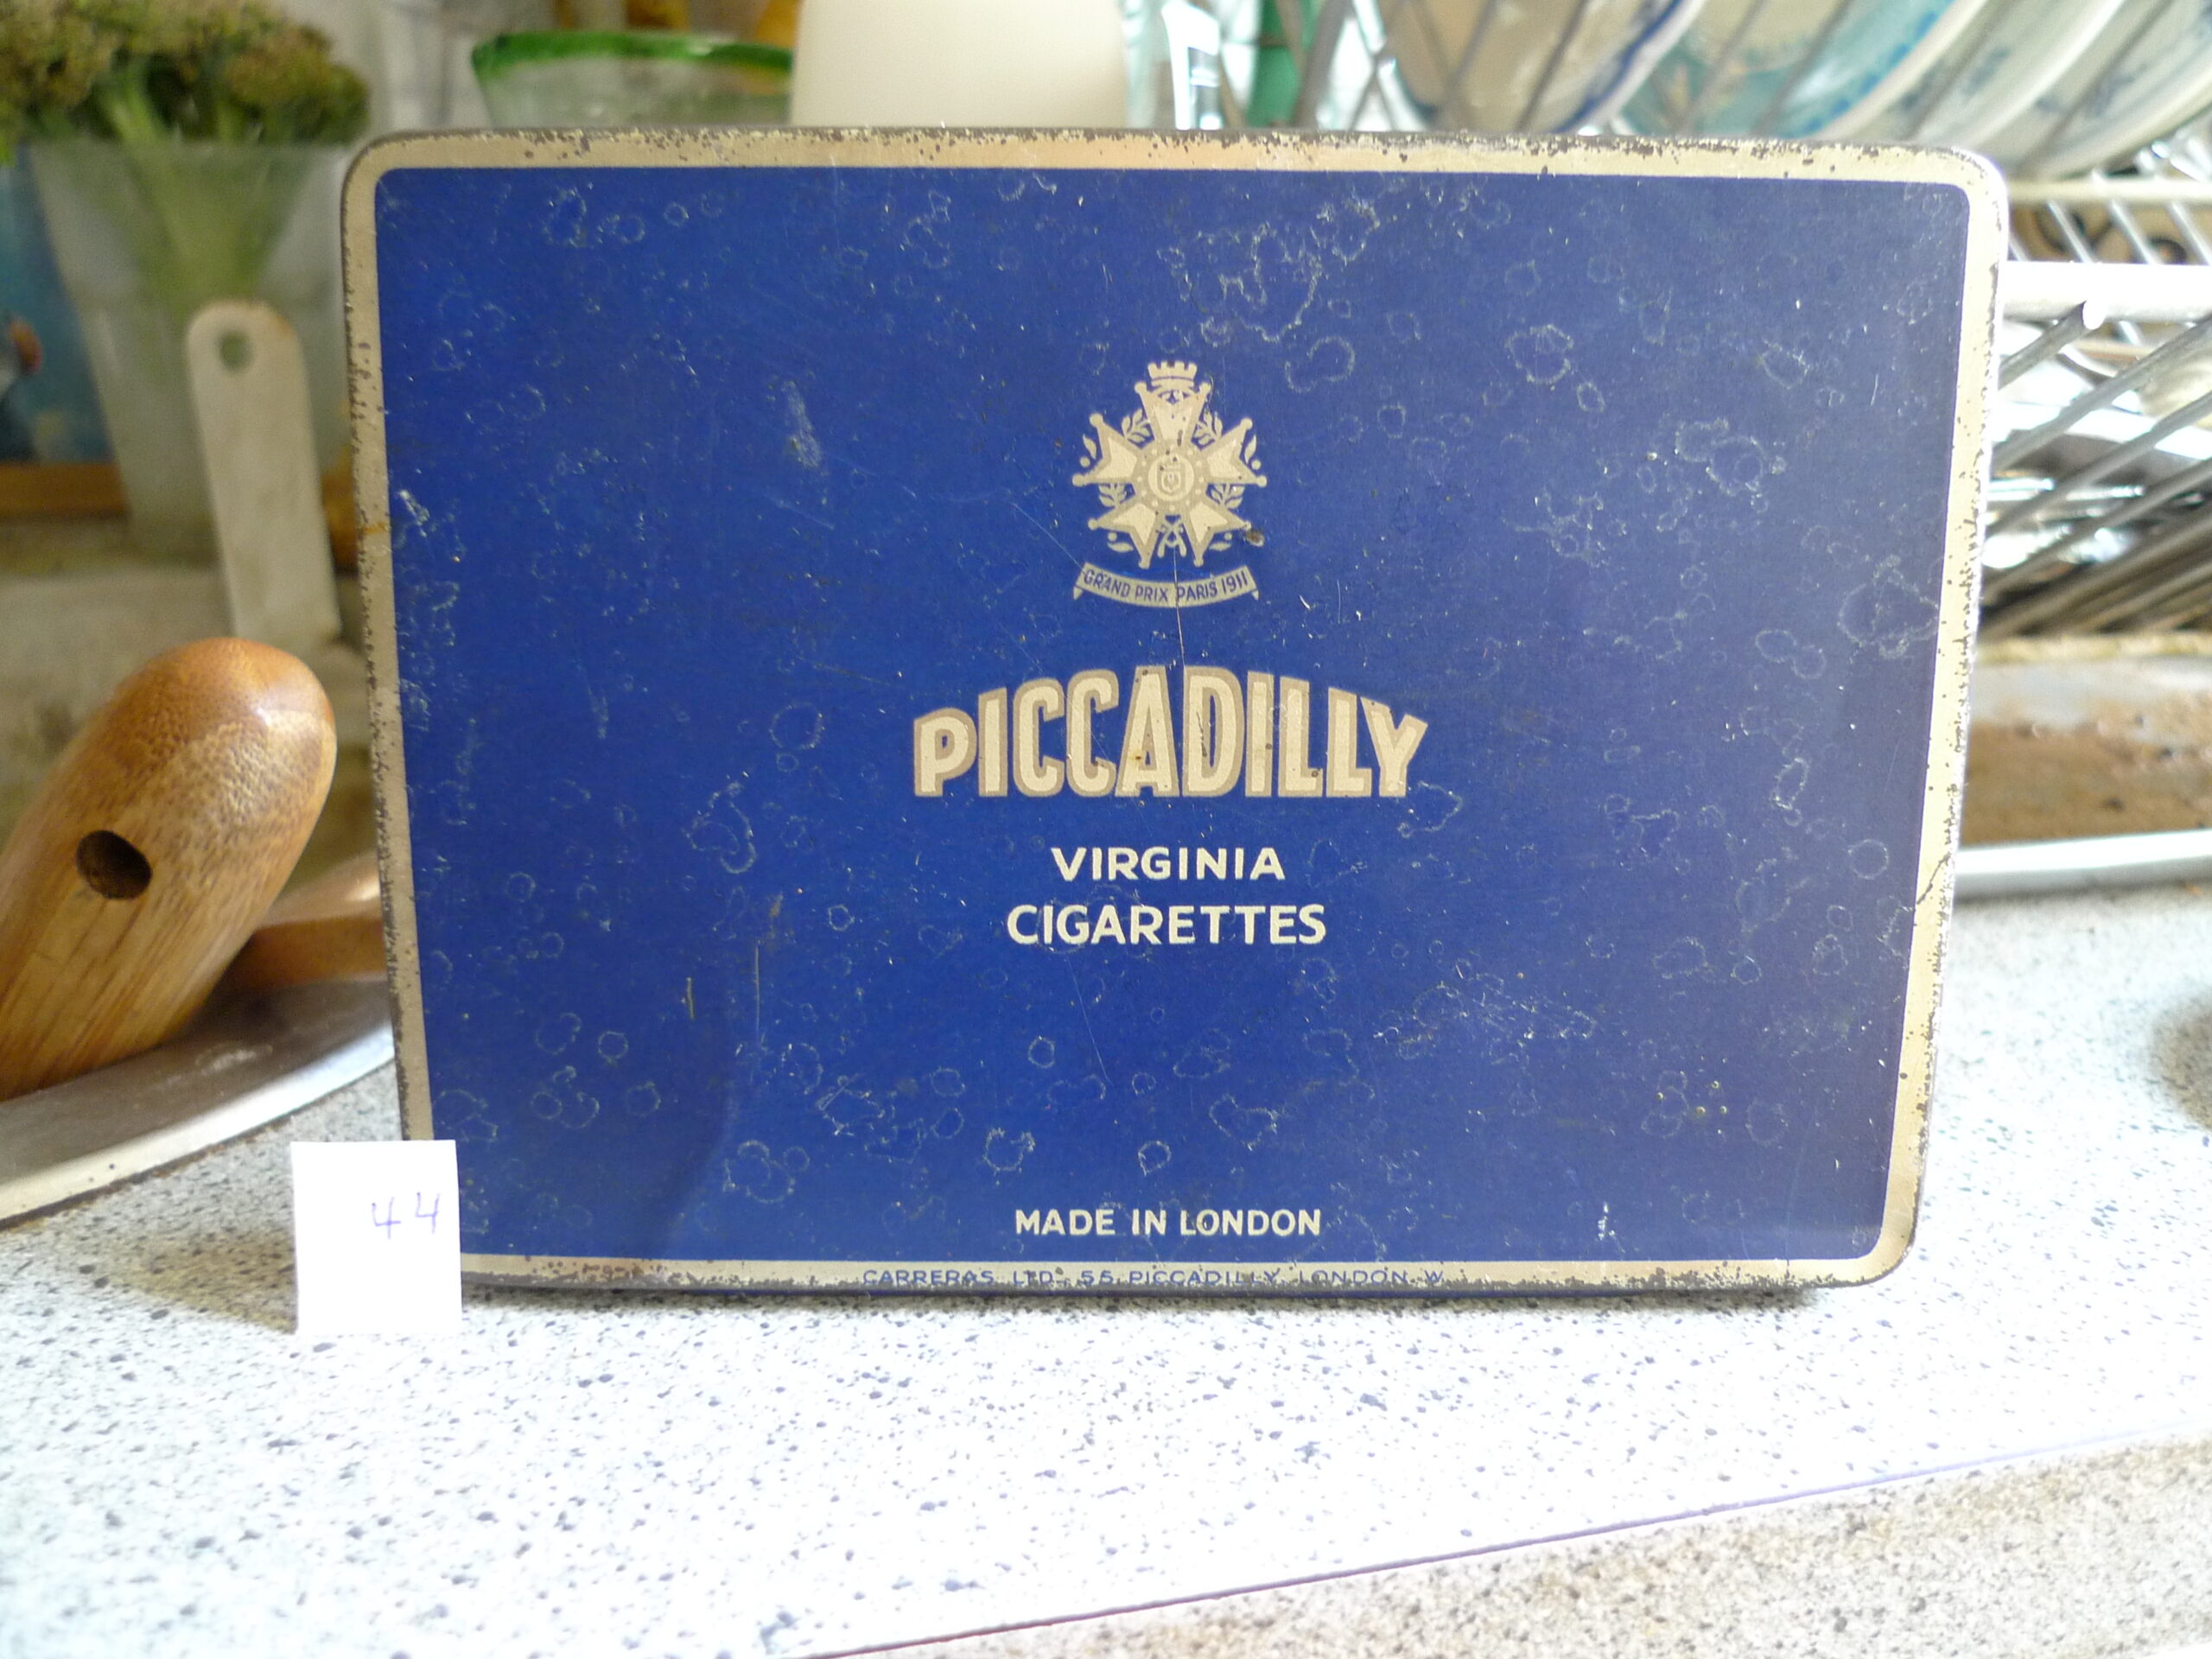 GRAND PRIX PARIS 1911
PICCADILLY
VIRGINIA
CIGARETTES
MADE IN LONDON
CARRERAS LTD. 55 PICCADILLY, LONDON W
44